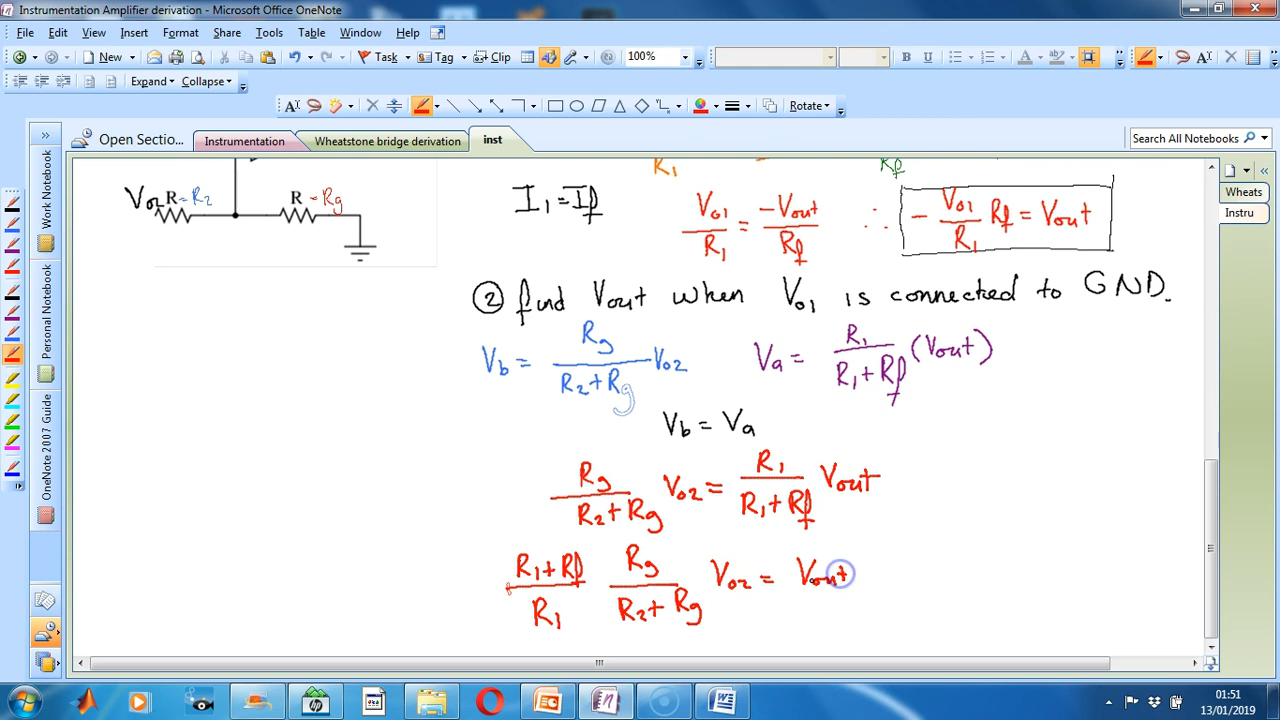 Instrumentation Amplifier derivation - Microsoft Office OneNote
File Edit View Insert Format Share Tools Table Window Help
New Task Tag Clip 100% B U A
Expand Collapse
A Rotate
Open Sectio... Instrumentation Wheatstone bridge derivation inst Search All Notebooks
Work Notebook
Personal Notebook
OneNote 2007 Guide
Wheats
Instru
R1 Rf
Vo2 R=R2 R=Rg
I1=If
Vo1/R1 = -Vout/Rf ∴ - Vo1/R1 Rf = Vout
② find Vout when Vo1 is connected to GND.
Vb = Rg/(R2+Rg) Vo2 Va = R1/(R1+Rf) (Vout)
Vb = Va
Rg/(R2+Rg) Vo2 = R1/(R1+Rf) Vout
(R1+Rf)/R1 Rg/(R2+Rg) Vo2 = Vout
01:51
13/01/2019